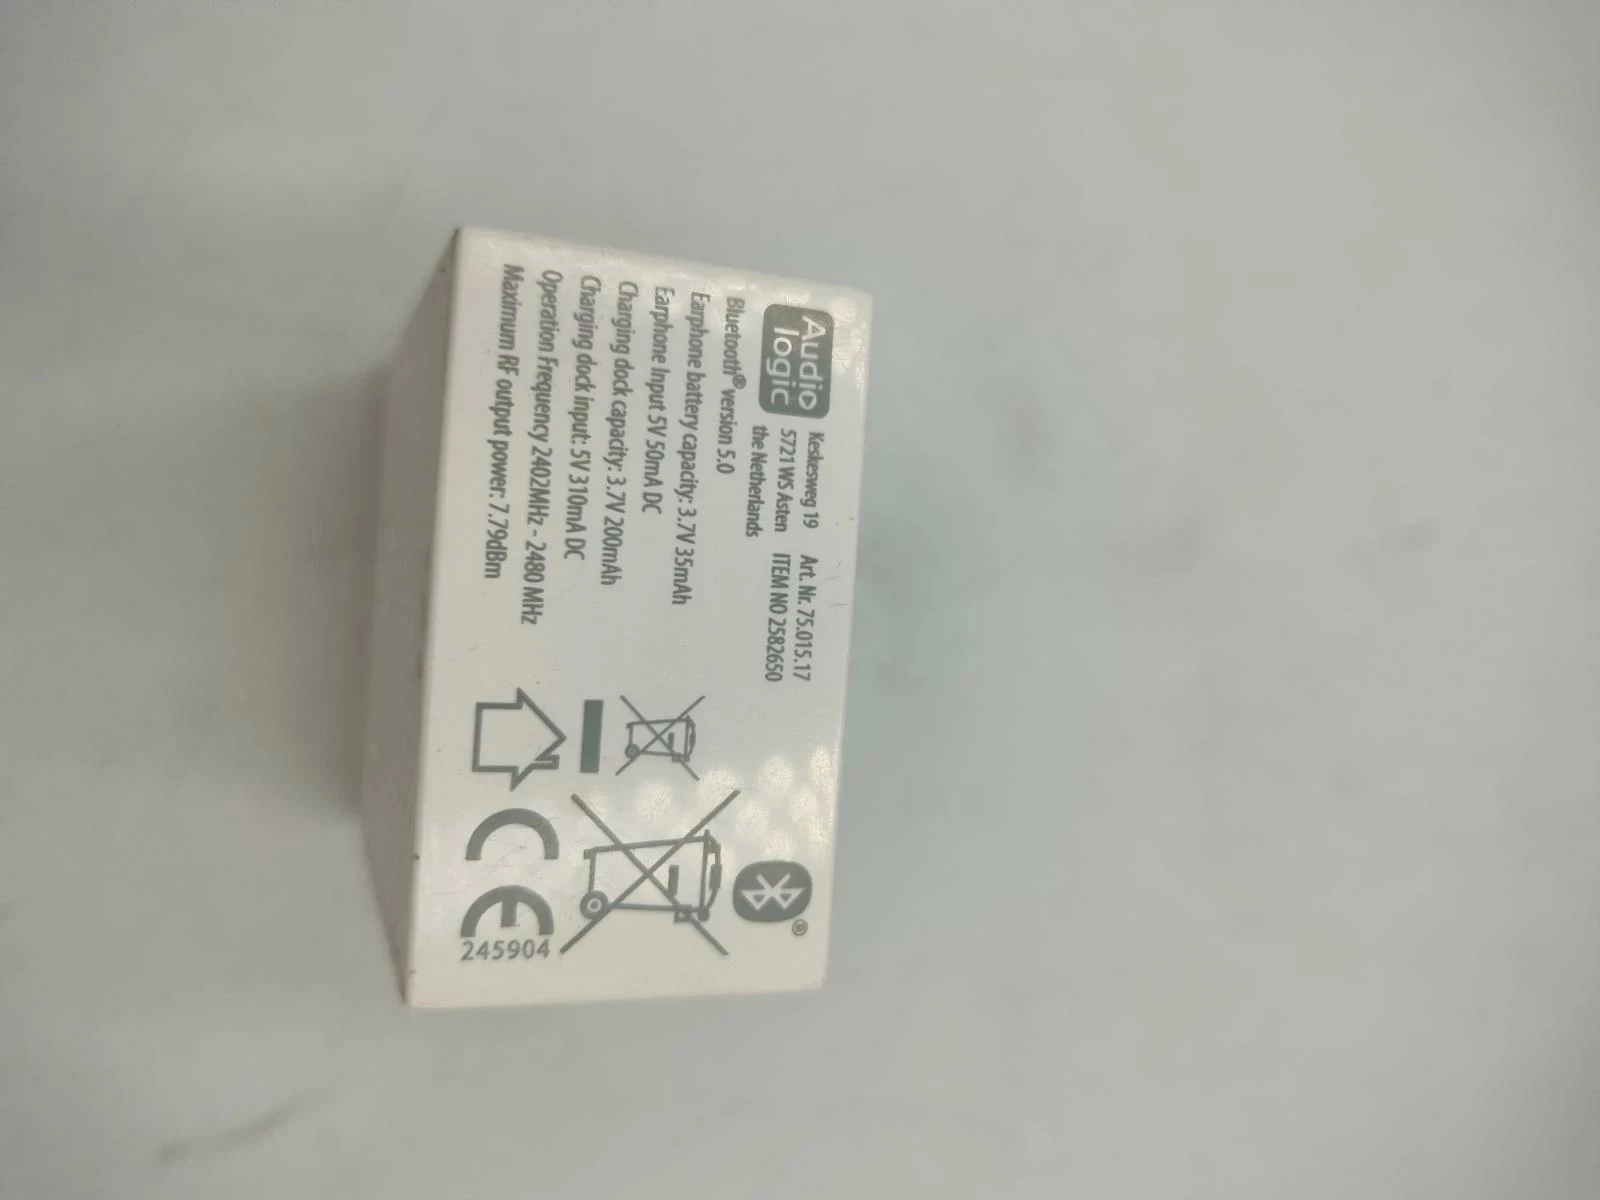 Audio
logic
Keskesweg 19
5721 WS Asten
the Netherlands
Art. Nr. 75.015.17
ITEM NO 2582650
Bluetooth® version 5.0
Earphone battery capacity: 3.7V 35mAh
Earphone Input 5V 50mA DC
Charging dock capacity: 3.7V 200mAh
Charging dock input: 5V 310mA DC
Operation Frequency 2402MHz - 2480 MHz
Maximum RF output power: 7.79dBm
®
CE
245904